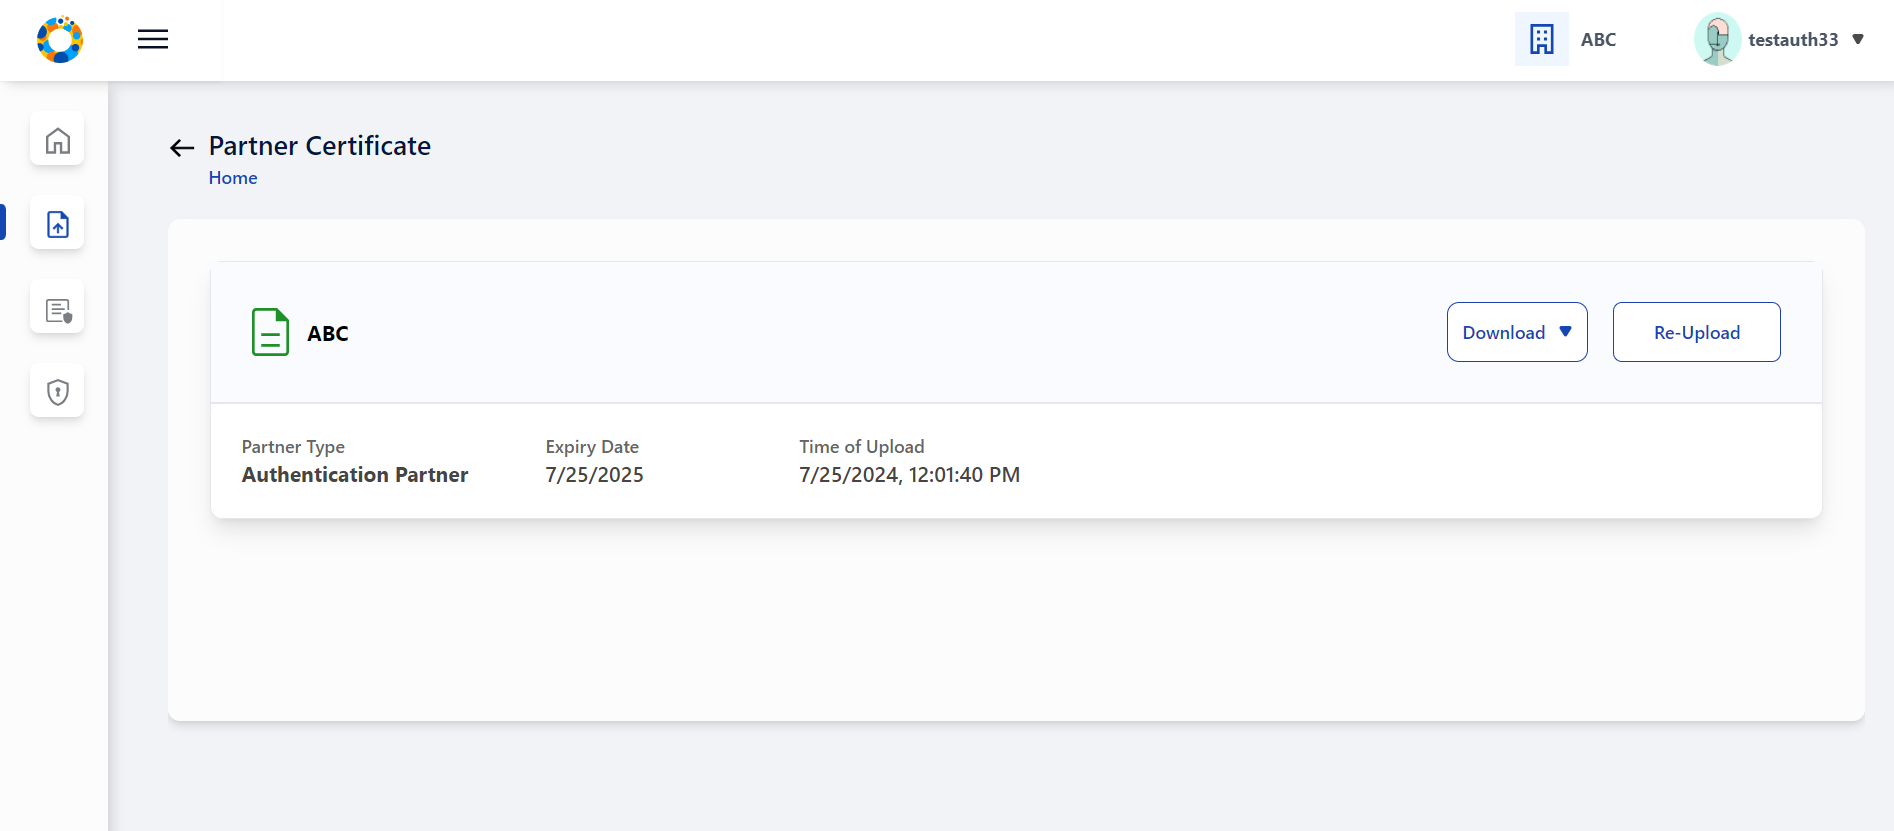 ABC
testauth33
Partner Certificate
Home
ABC
Download
Re-Upload
Partner Type
Expiry Date
Time of Upload
Authentication Partner
7/25/2025
7/25/2024, 12:01:40 PM